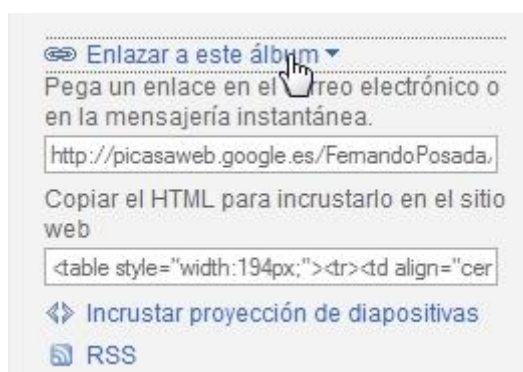 Enlazar a este álbum
Pega un enlace en el correo electrónico o
en la mensajería instantánea.
http://picasaweb.google.es/FernandoPosada/
Copiar el HTML para incrustarlo en el sitio
web
<table style="width:194px;"><tr><td align="cer
Incrustar proyección de diapositivas
RSS